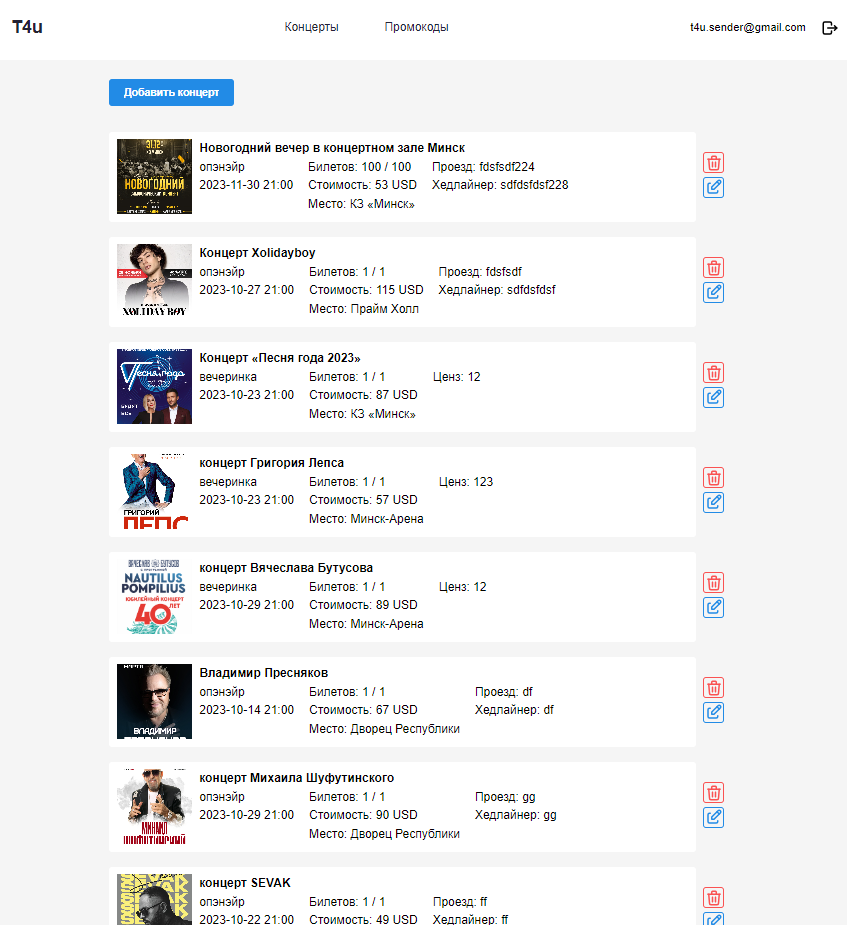 T4u
Концерты
Промокоды
t4u.sender@gmail.com
Добавить концерт
31.12
НОВОГОДНИЙ
Новогодний вечер в концертном зале Минск
опэнэйр
Билетов: 100 / 100
Проезд: fdsfsdf224
2023-11-30 21:00
Стоимость: 53 USD
Хедлайнер: sdfdsfdsf228
Место: КЗ «Минск»
XOLIDAYBOY
Концерт Xolidayboy
опэнэйр
Билетов: 1 / 1
Проезд: fdsfsdf
2023-10-27 21:00
Стоимость: 115 USD
Хедлайнер: sdfdsfdsf
Место: Прайм Холл
Песня года
Концерт «Песня года 2023»
вечеринка
Билетов: 1 / 1
Ценз: 12
2023-10-23 21:00
Стоимость: 87 USD
Место: КЗ «Минск»
ГРИГОРИЙ
ЛЕПС
концерт Григория Лепса
вечеринка
Билетов: 1 / 1
Ценз: 123
2023-10-23 21:00
Стоимость: 57 USD
Место: Минск-Арена
ВЯЧЕСЛАВ БУТУСОВ
NAUTILUS
POMPILIUS
ЮБИЛЕЙНЫЙ КОНЦЕРТ
40 ЛЕТ
концерт Вячеслава Бутусова
вечеринка
Билетов: 1 / 1
Ценз: 12
2023-10-29 21:00
Стоимость: 89 USD
Место: Минск-Арена
ВЛАДИМИР
Владимир Пресняков
опэнэйр
Билетов: 1 / 1
Проезд: df
2023-10-14 21:00
Стоимость: 67 USD
Хедлайнер: df
Место: Дворец Республики
МИХАИЛ
ШУФУТИНСКИЙ
концерт Михаила Шуфутинского
опэнэйр
Билетов: 1 / 1
Проезд: gg
2023-10-29 21:00
Стоимость: 90 USD
Хедлайнер: gg
Место: Дворец Республики
концерт SEVAK
опэнэйр
Билетов: 1 / 1
Проезд: ff
2023-10-22 21:00
Стоимость: 49 USD
Хедлайнер: ff